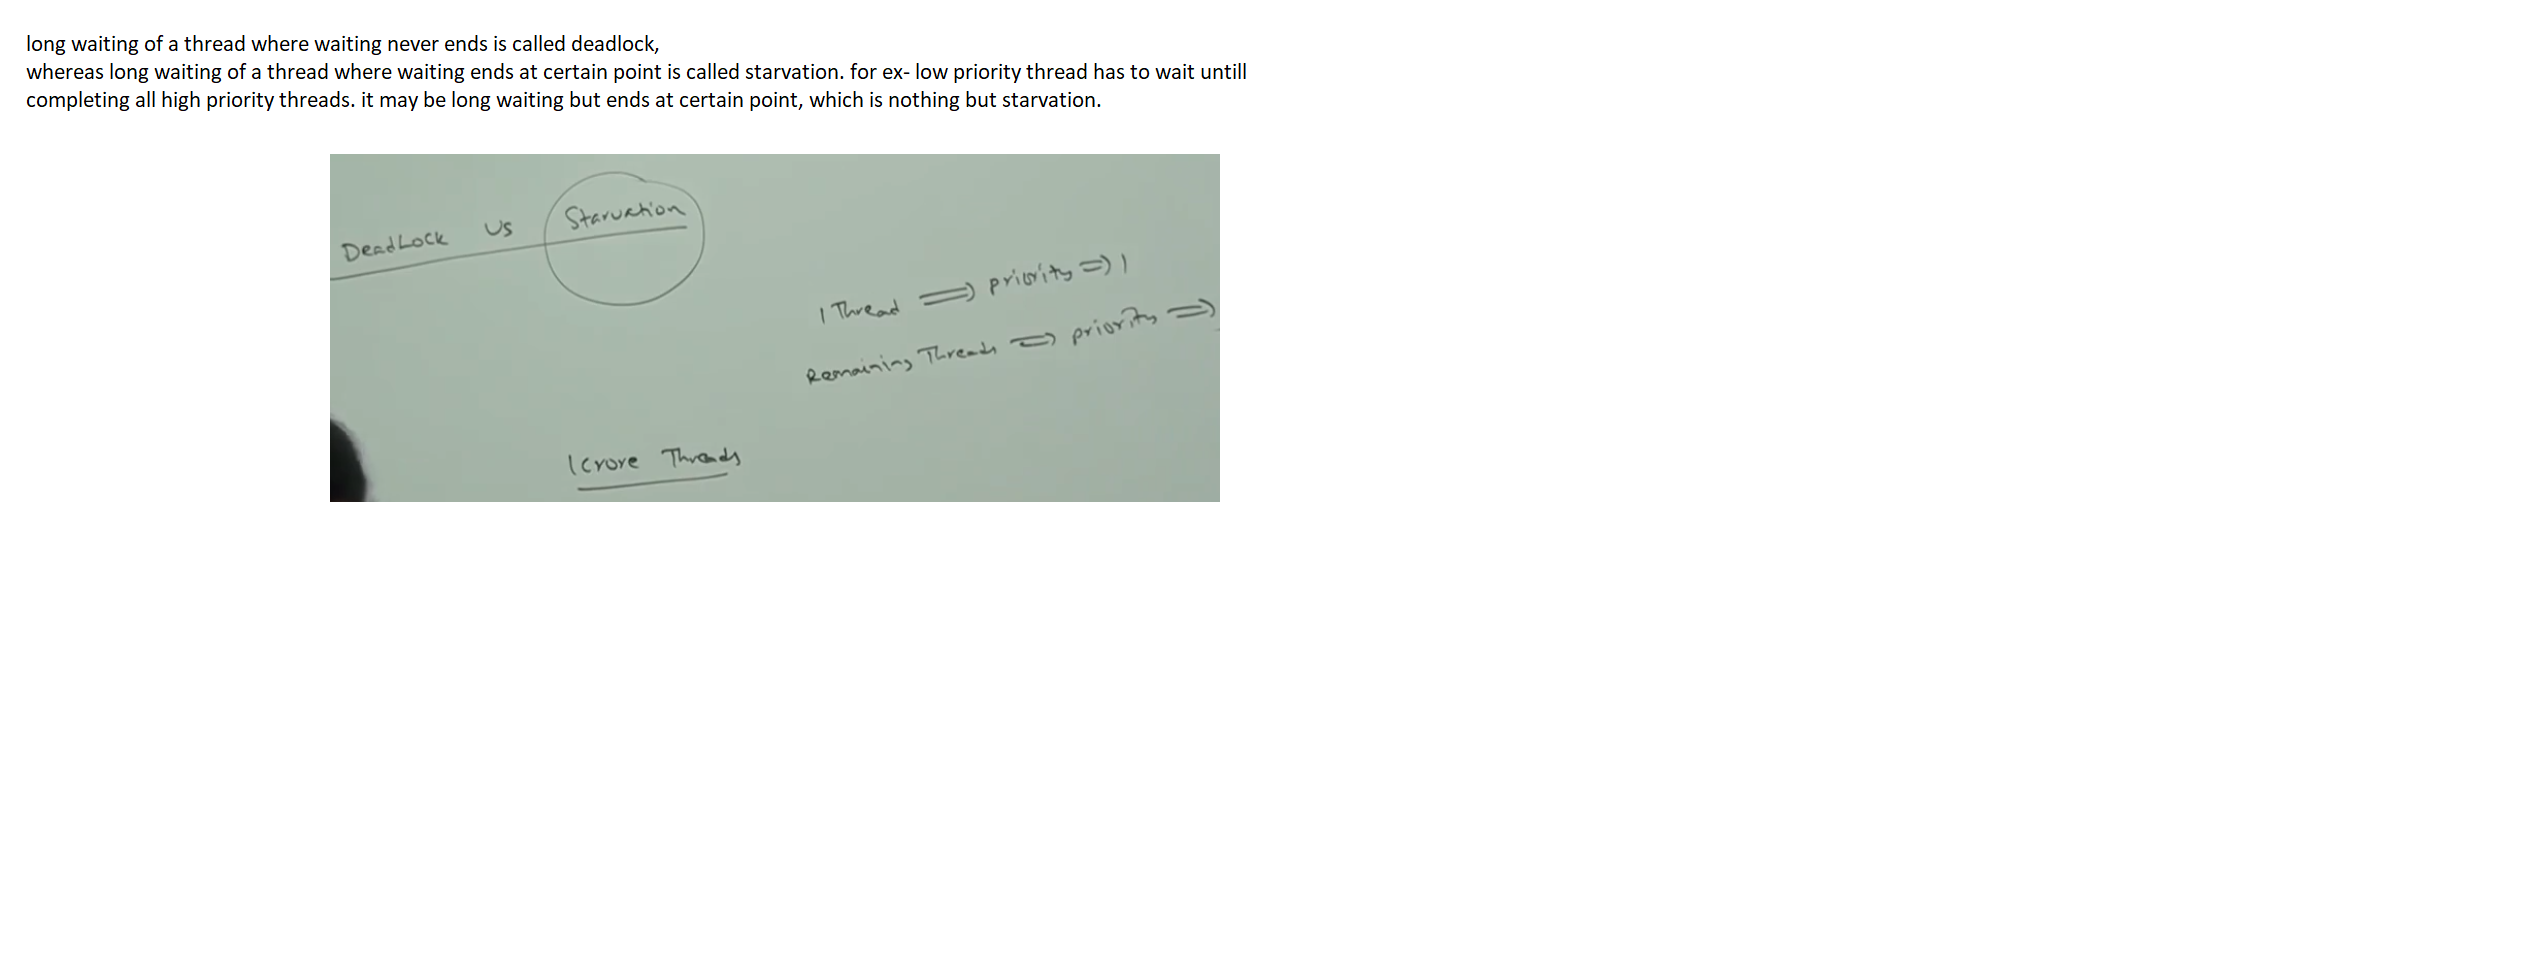 long waiting of a thread where waiting never ends is called deadlock,
whereas long waiting of a thread where waiting ends at certain point is called starvation. for ex- low priority thread has to wait untill
completing all high priority threads. it may be long waiting but ends at certain point, which is nothing but starvation.
DeadLock Vs Starvation
1 Thread ⇒ priority ⇒ 1
Remaining Threads ⇒ priority ⇒
1 crore Threads